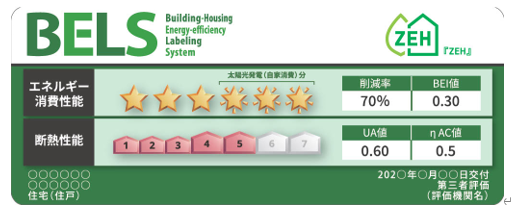 BELS
Building-Housing
Energy-efficiency
Labeling
System
ZEH
『ZEH』
太陽光発電(自家消費)分
エネルギー
消費性能
削減率
BEI値
70%
0.30
断熱性能
1 2 3 4 5 6 7
UA値
ηAC値
0.60
0.5
〇〇〇〇〇〇
〇〇〇〇〇〇
住宅(住戸)
202〇年〇月〇〇日交付
第三者評価
(評価機関名)